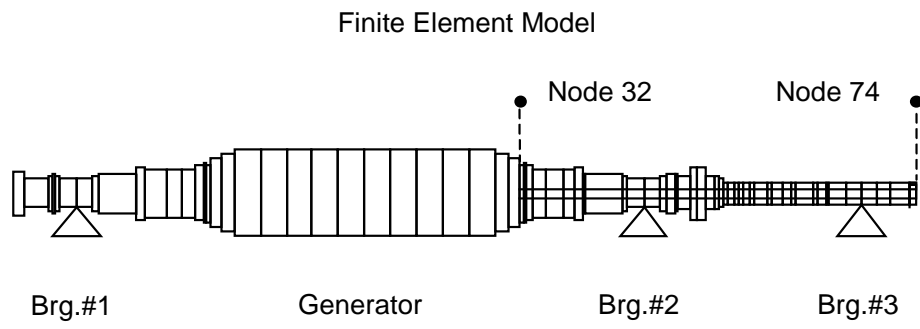 Finite Element Model
Node 32 Node 74
Brg.#1 Generator Brg.#2 Brg.#3